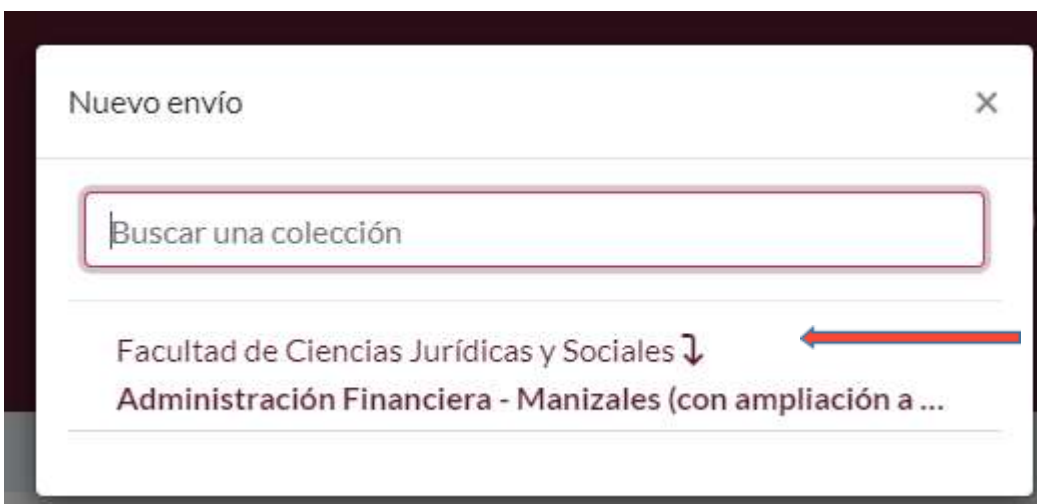 Nuevo envío ×
Buscar una colección
Facultad de Ciencias Jurídicas y Sociales ⤵
Administración Financiera - Manizales (con ampliación a ...